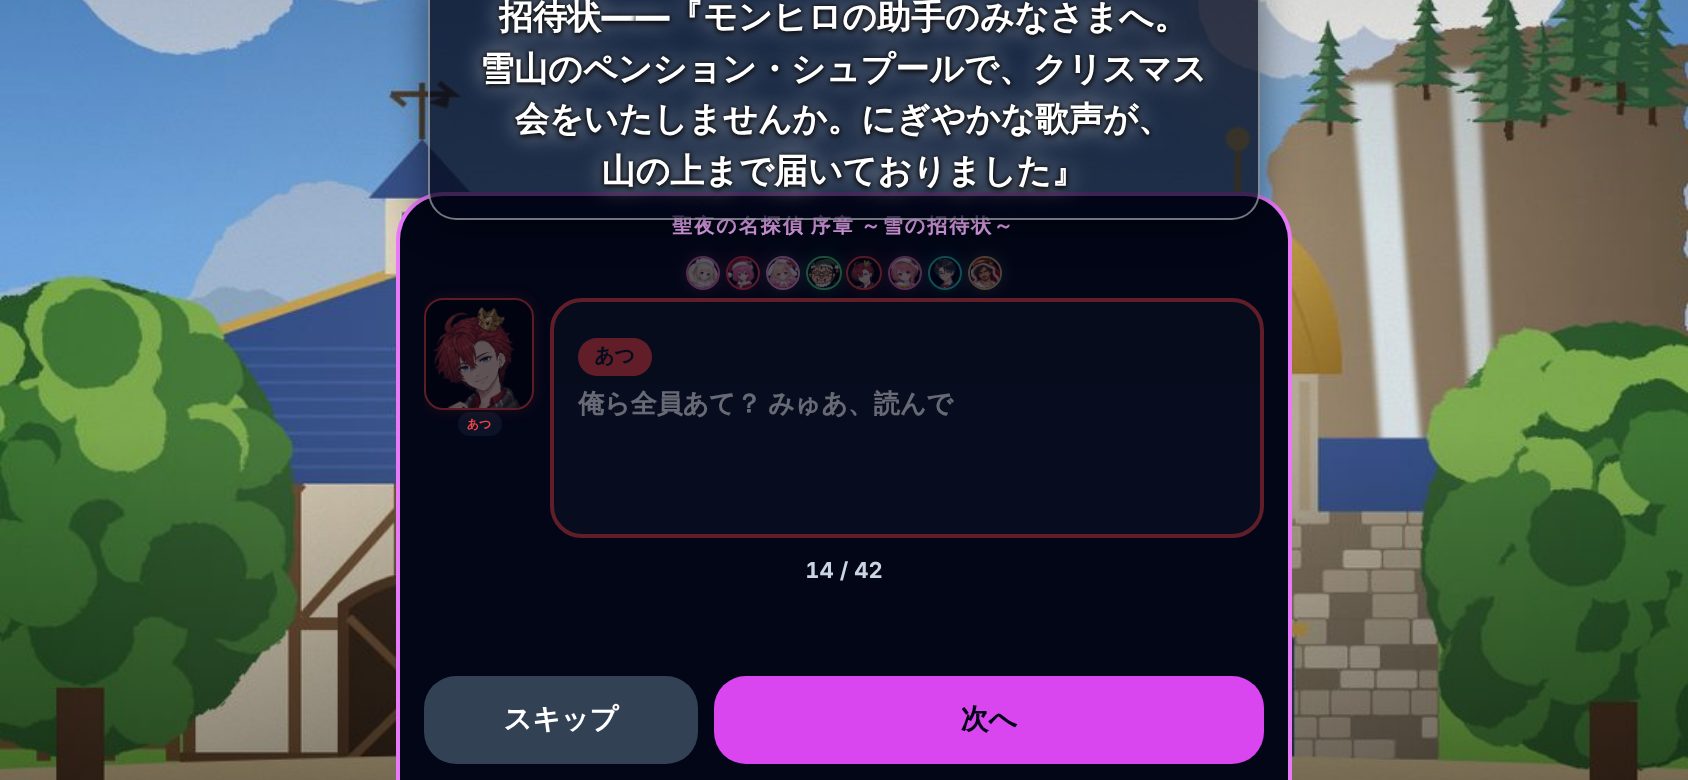 招待状――『モンヒロの助手のみなさまへ。
雪山のペンション・シュプールで、クリスマス
会をいたしませんか。にぎやかな歌声が、
山の上まで届いておりました』
聖夜の名探偵 序章 ～雪の招待状～
あつ
俺ら全員あて？ みゅあ、読んで
あつ
14 / 42
スキップ
次へ